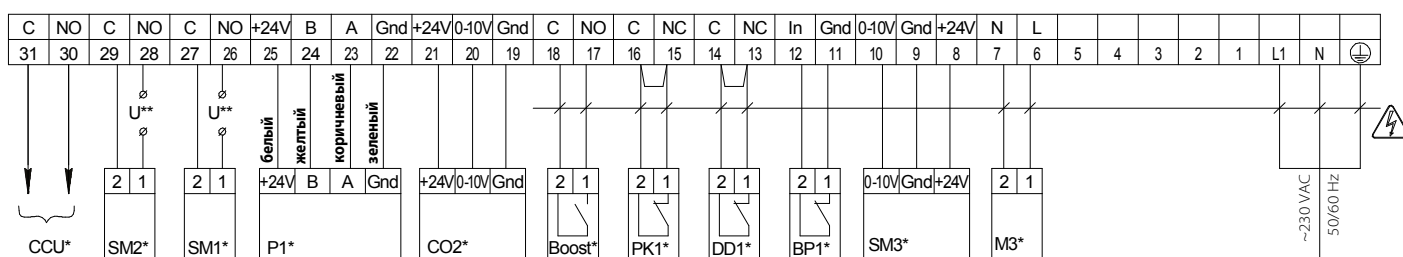 C NO C NO C NO +24V B A Gnd +24V 0-10V Gnd C NO C NC C NC In Gnd 0-10V Gnd +24V N L
31 30 29 28 27 26 25 24 23 22 21 20 19 18 17 16 15 14 13 12 11 10 9 8 7 6 5 4 3 2 1 L1 N
U** U**
белый
желтый
коричневый
зеленый
2 1 2 1 +24V B A Gnd +24V 0-10V Gnd 2 1 2 1 2 1 2 1 0-10V Gnd +24V 2 1
~230 VAC
50/60 Hz
CCU* SM2* SM1* P1* CO2* Boost* PK1* DD1* BP1* SM3* M3*